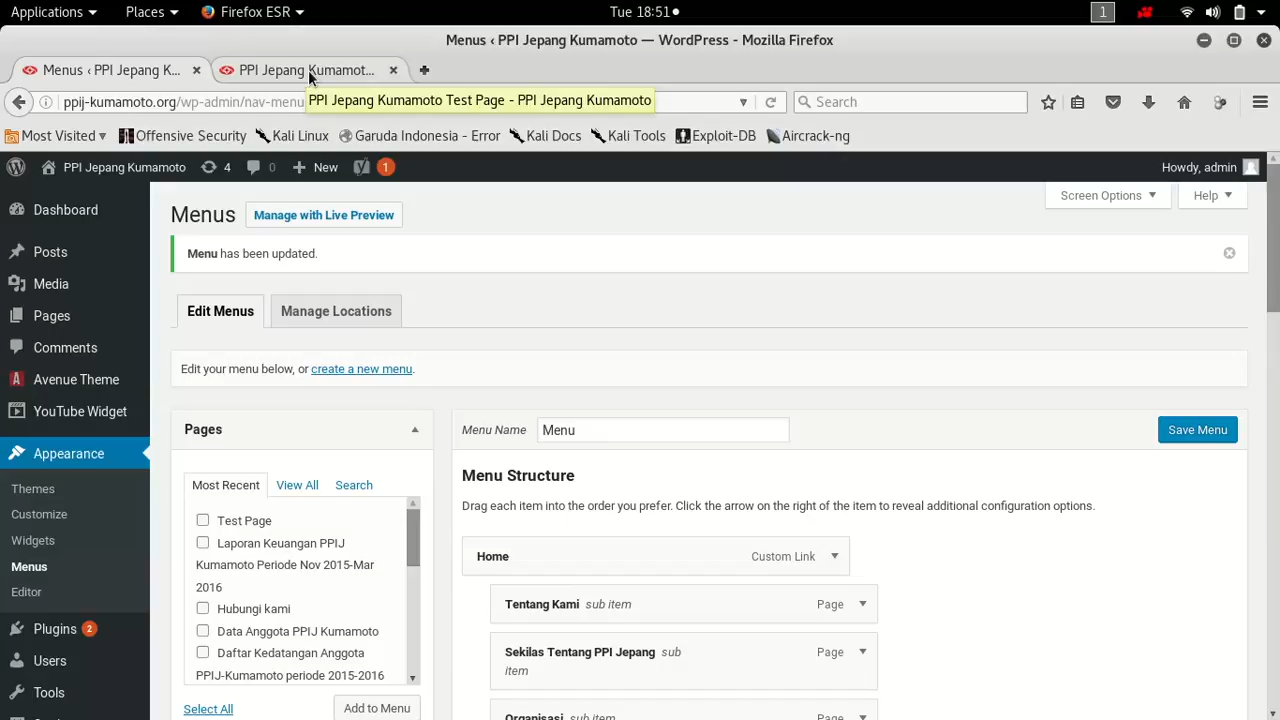 Applications Places Firefox ESR Tue 18:51 1
Menus ‹ PPI Jepang Kumamoto — WordPress - Mozilla Firefox
Menus ‹ PPI Jepang K... PPI Jepang Kumamot...
ppij-kumamoto.org/wp-admin/nav-menu Search
PPI Jepang Kumamoto Test Page - PPI Jepang Kumamoto
Most Visited Offensive Security Kali Linux Garuda Indonesia - Error Kali Docs Kali Tools Exploit-DB Aircrack-ng
PPI Jepang Kumamoto 4 0 New 1 Howdy, admin
Screen Options Help
Dashboard
Posts
Media
Pages
Comments
Avenue Theme
YouTube Widget
Appearance
Themes
Customize
Widgets
Menus
Editor
Plugins 2
Users
Tools
Menus Manage with Live Preview
Menu has been updated.
Edit Menus Manage Locations
Edit your menu below, or create a new menu.
Pages
Most Recent View All Search
Test Page
Laporan Keuangan PPIJ
Kumamoto Periode Nov 2015-Mar
2016
Hubungi kami
Data Anggota PPIJ Kumamoto
Daftar Kedatangan Anggota
PPIJ-Kumamoto periode 2015-2016
Select All Add to Menu
Menu Name Menu Save Menu
Menu Structure
Drag each item into the order you prefer. Click the arrow on the right of the item to reveal additional configuration options.
Home Custom Link
Tentang Kami sub item Page
Sekilas Tentang PPI Jepang sub Page
item
Organisasi sub item Page